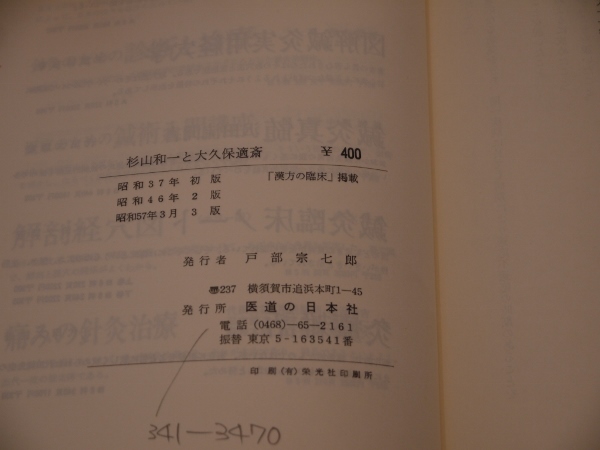 杉山和一と大久保適斎 ￥400
昭和37年 初版 「漢方の臨床」掲載
昭和46年 2版
昭和57年3月 3版
発行者 戸部宗七郎
〠237 横須賀市追浜本町1-45
発行所 医道の日本社
電話 (0468)-65-2161
振替 東京5-163541番
印刷(有)栄光社印刷所
341-3470